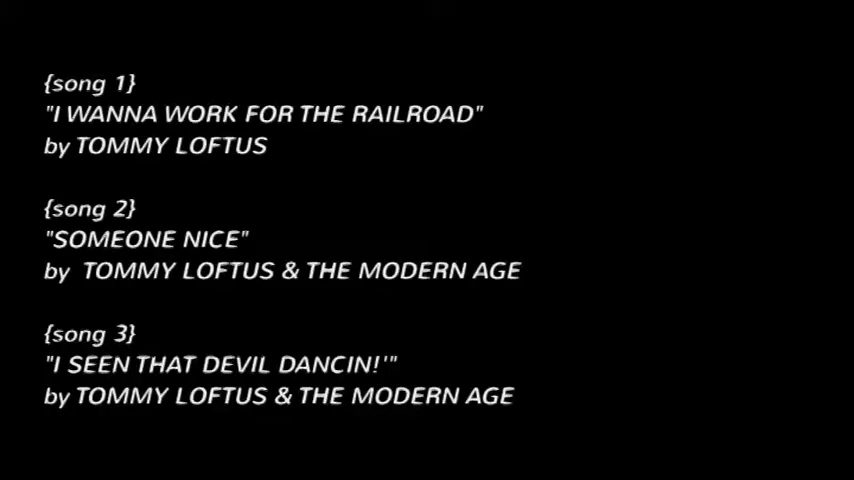 {song 1}
"I WANNA WORK FOR THE RAILROAD"
by TOMMY LOFTUS
{song 2}
"SOMEONE NICE"
by TOMMY LOFTUS & THE MODERN AGE
{song 3}
"I SEEN THAT DEVIL DANCIN!'"
by TOMMY LOFTUS & THE MODERN AGE